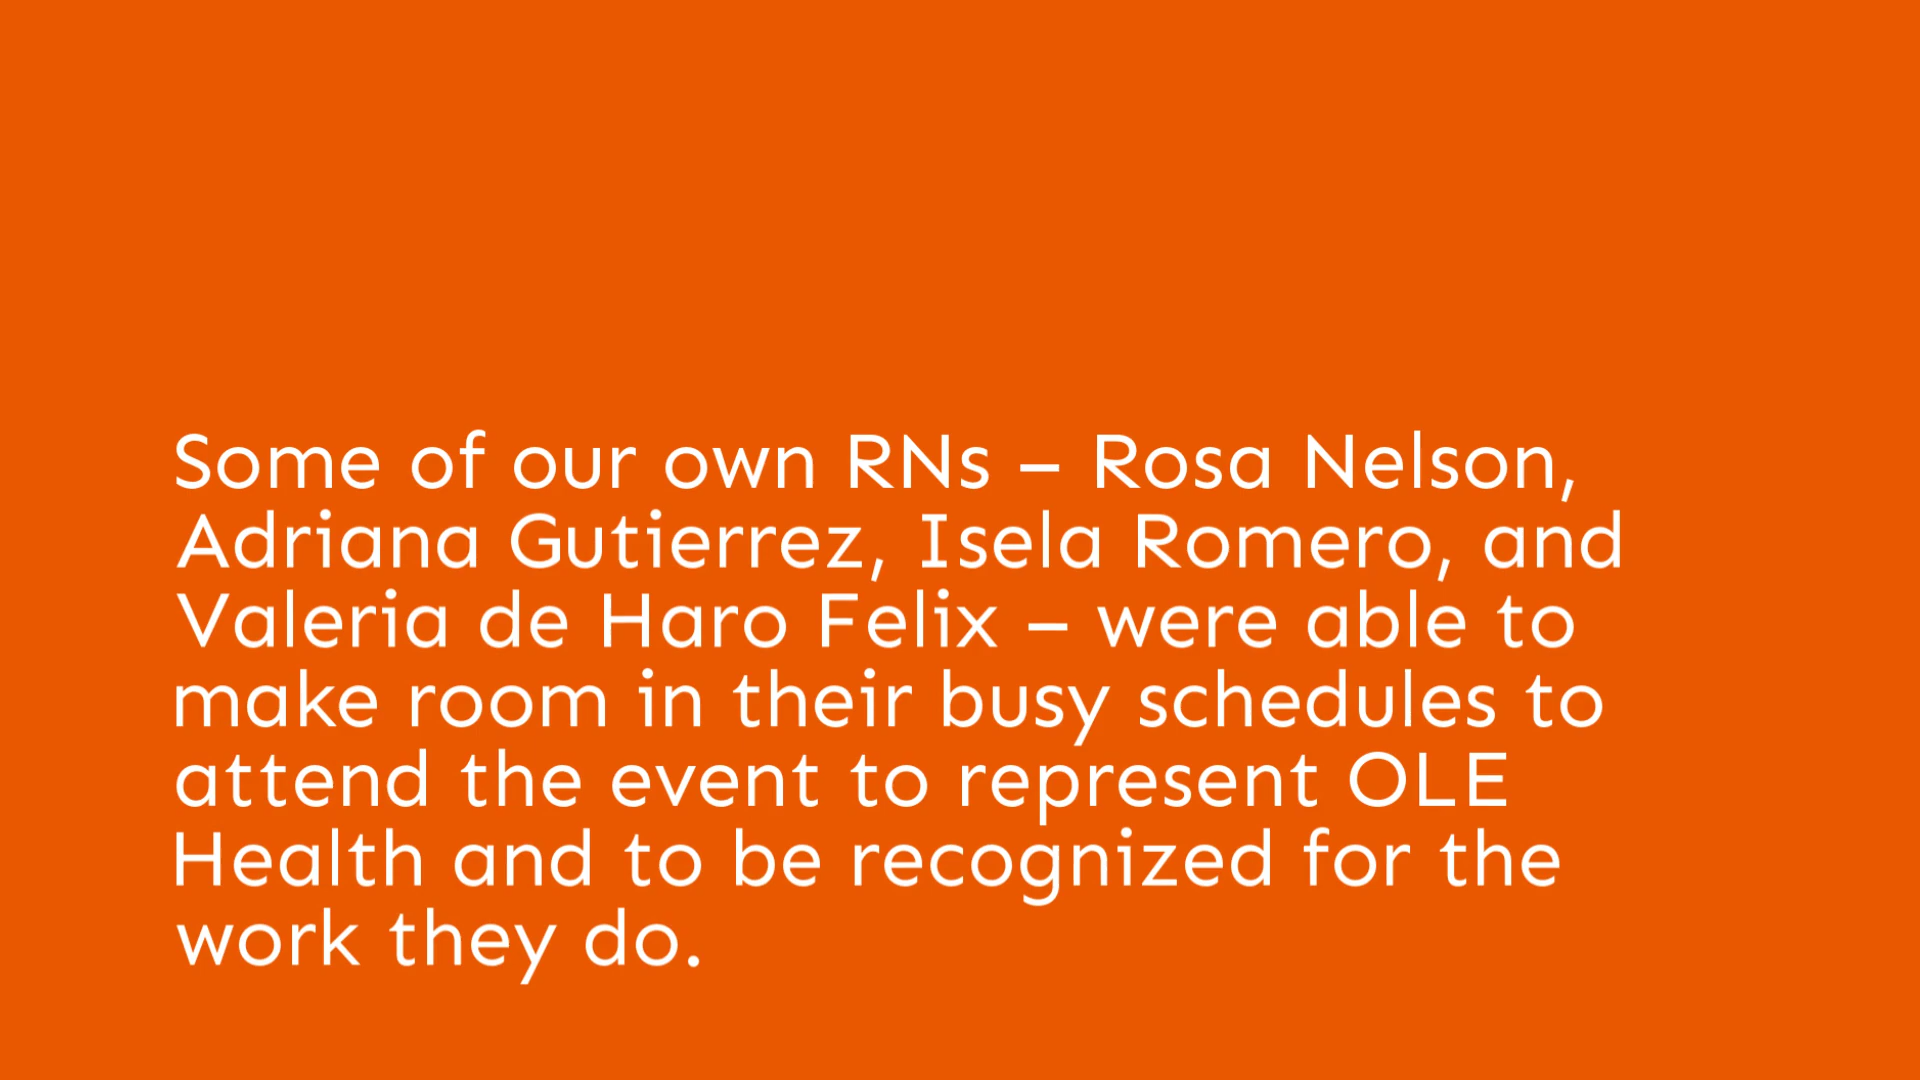 Some of our own RNs – Rosa Nelson,
Adriana Gutierrez, Isela Romero, and
Valeria de Haro Felix – were able to
make room in their busy schedules to
attend the event to represent OLE
Health and to be recognized for the
work they do.